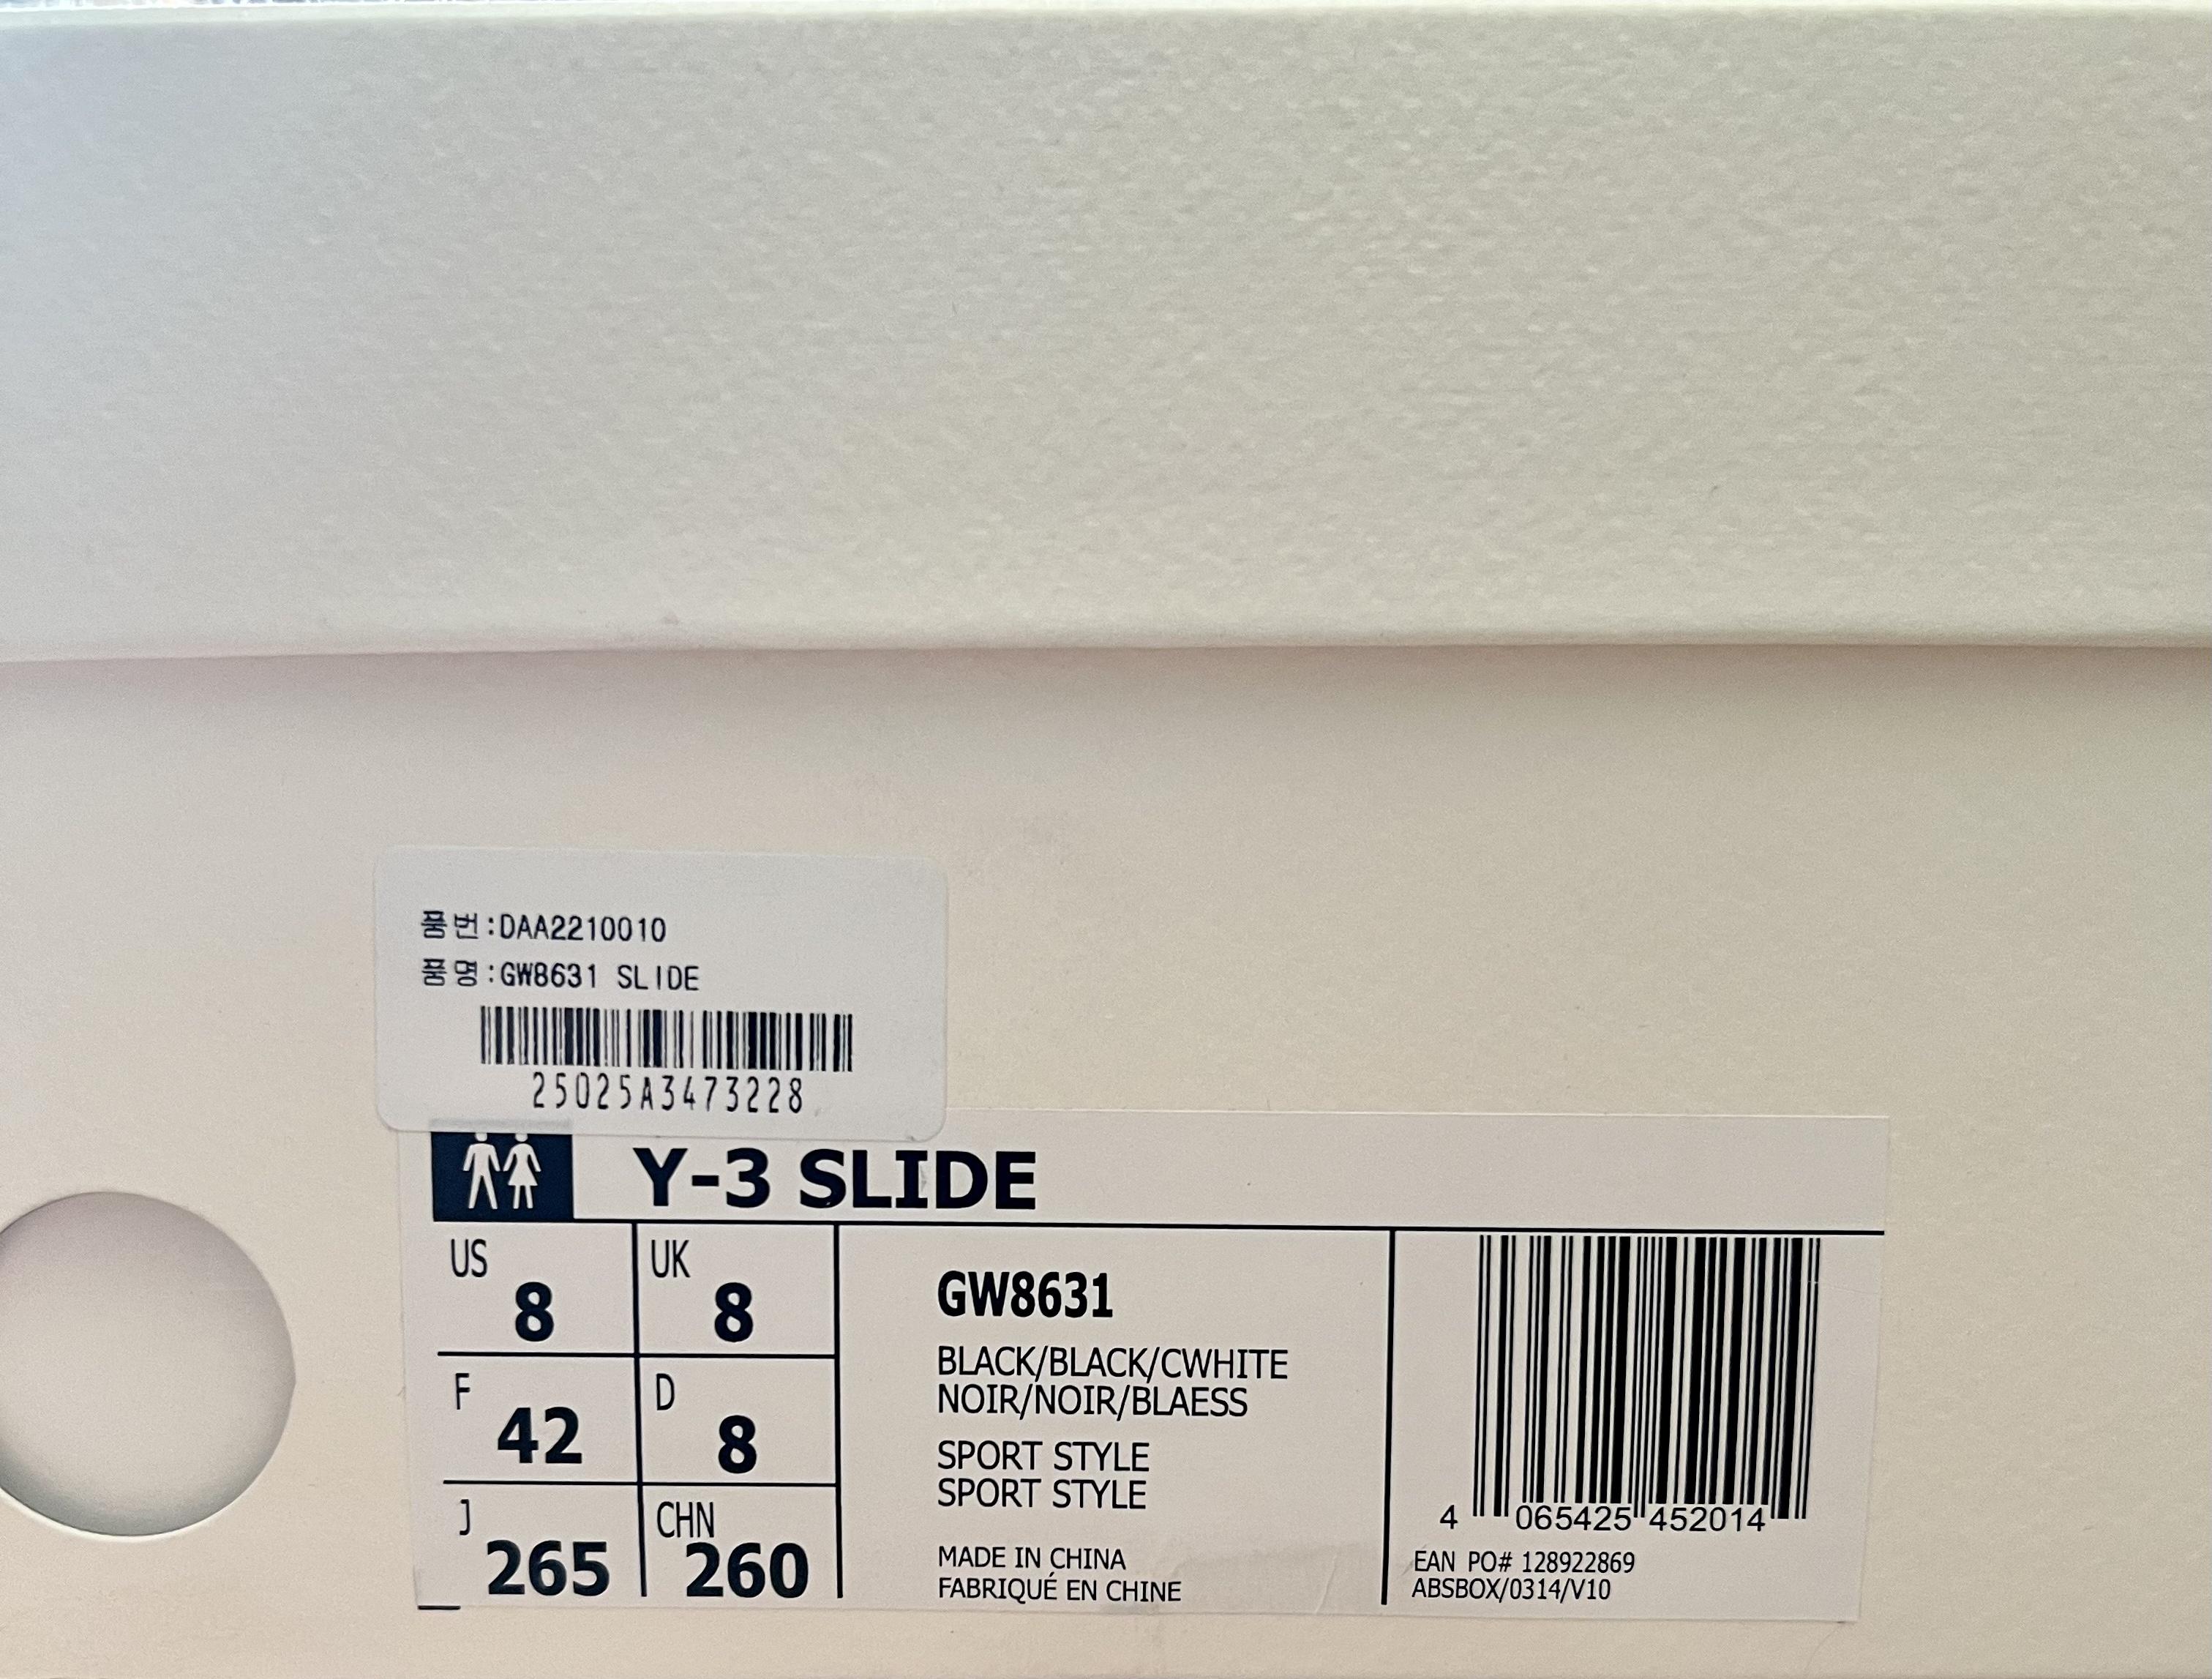 품번:DAA2210010
품명:GW8631 SLIDE
25025A3473228
Y-3 SLIDE
US 8
UK 8
F 42
D 8
J 265
CHN 260
GW8631
BLACK/BLACK/CWHITE
NOIR/NOIR/BLAESS
SPORT STYLE
SPORT STYLE
MADE IN CHINA
FABRIQUÉ EN CHINE
4 065425 452014
EAN PO# 128922869
ABSBOX/0314/V10